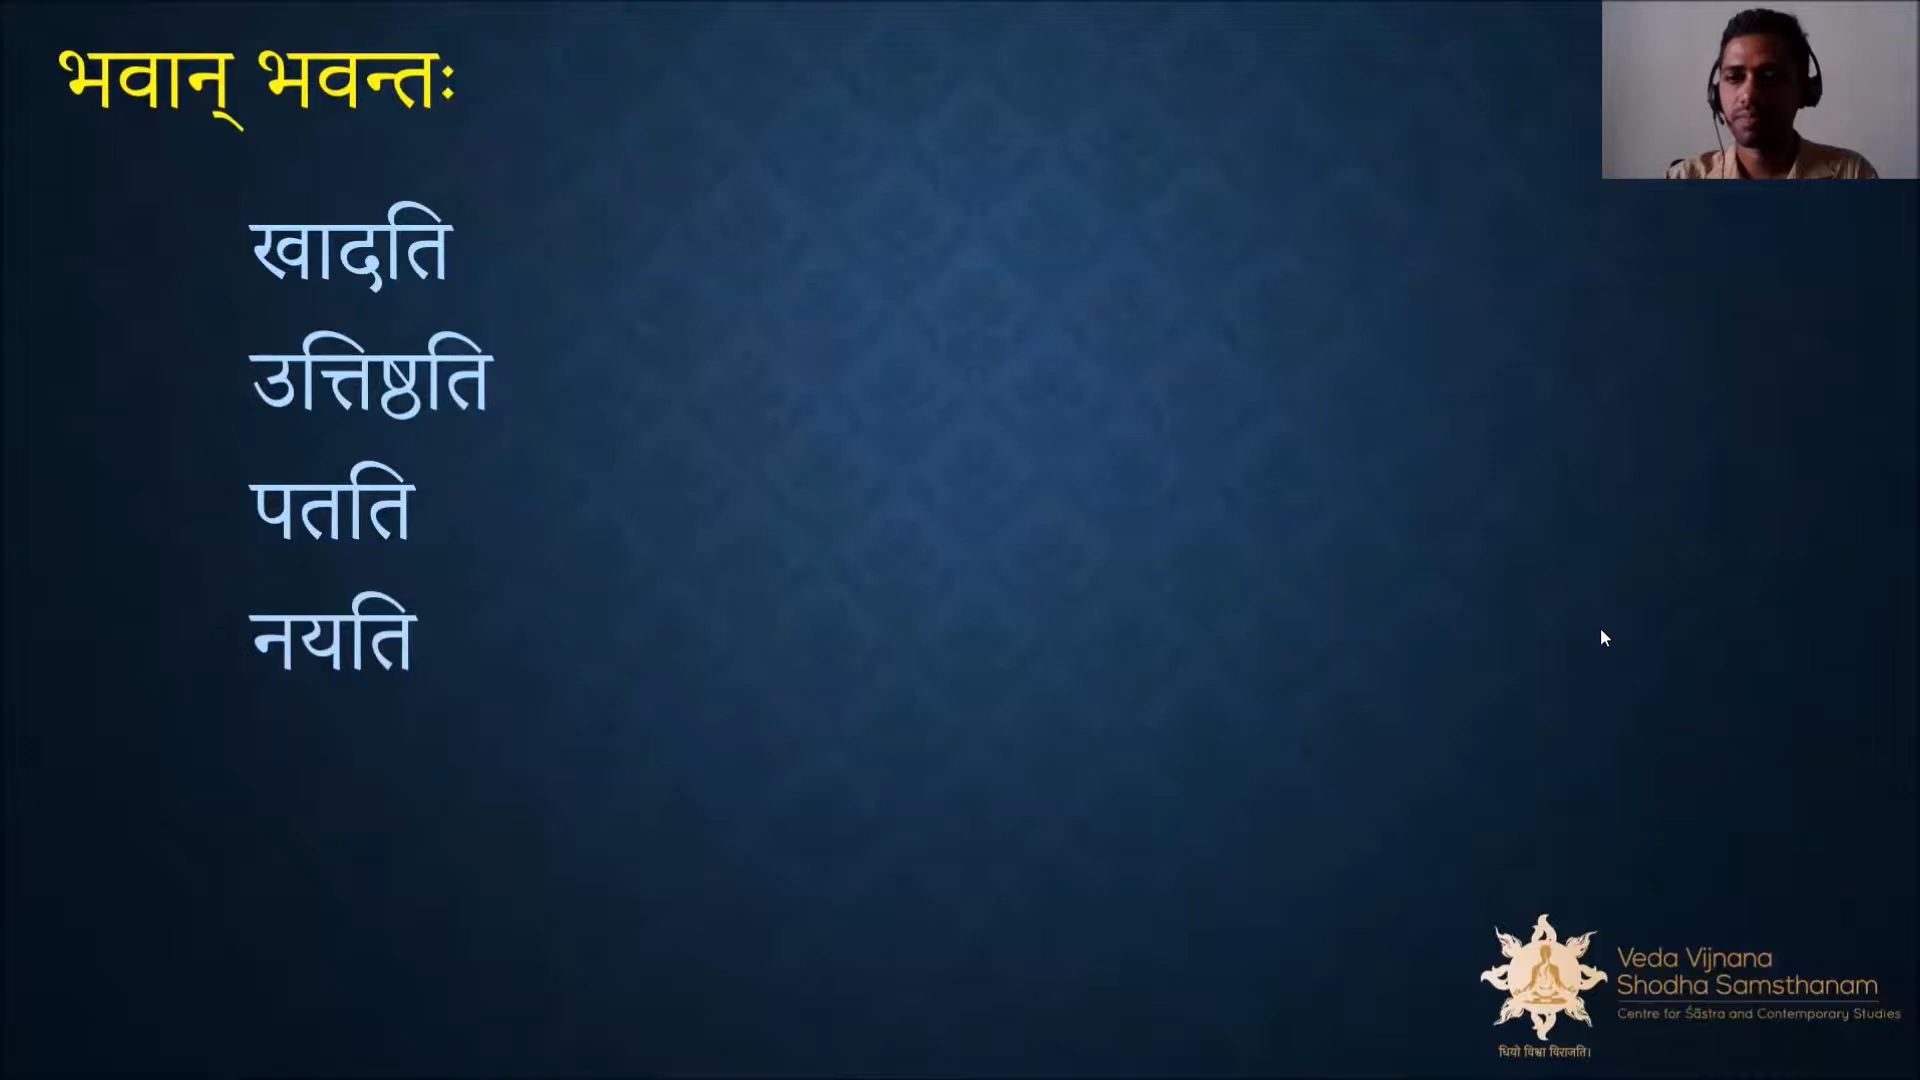 भवान् भवन्तः
खादति
उत्तिष्ठति
पतति
नयति
Veda Vijnana
Shodha Samsthanam
Centre for Śāstra and Contemporary Studies
धियो विश्वा विराजति।